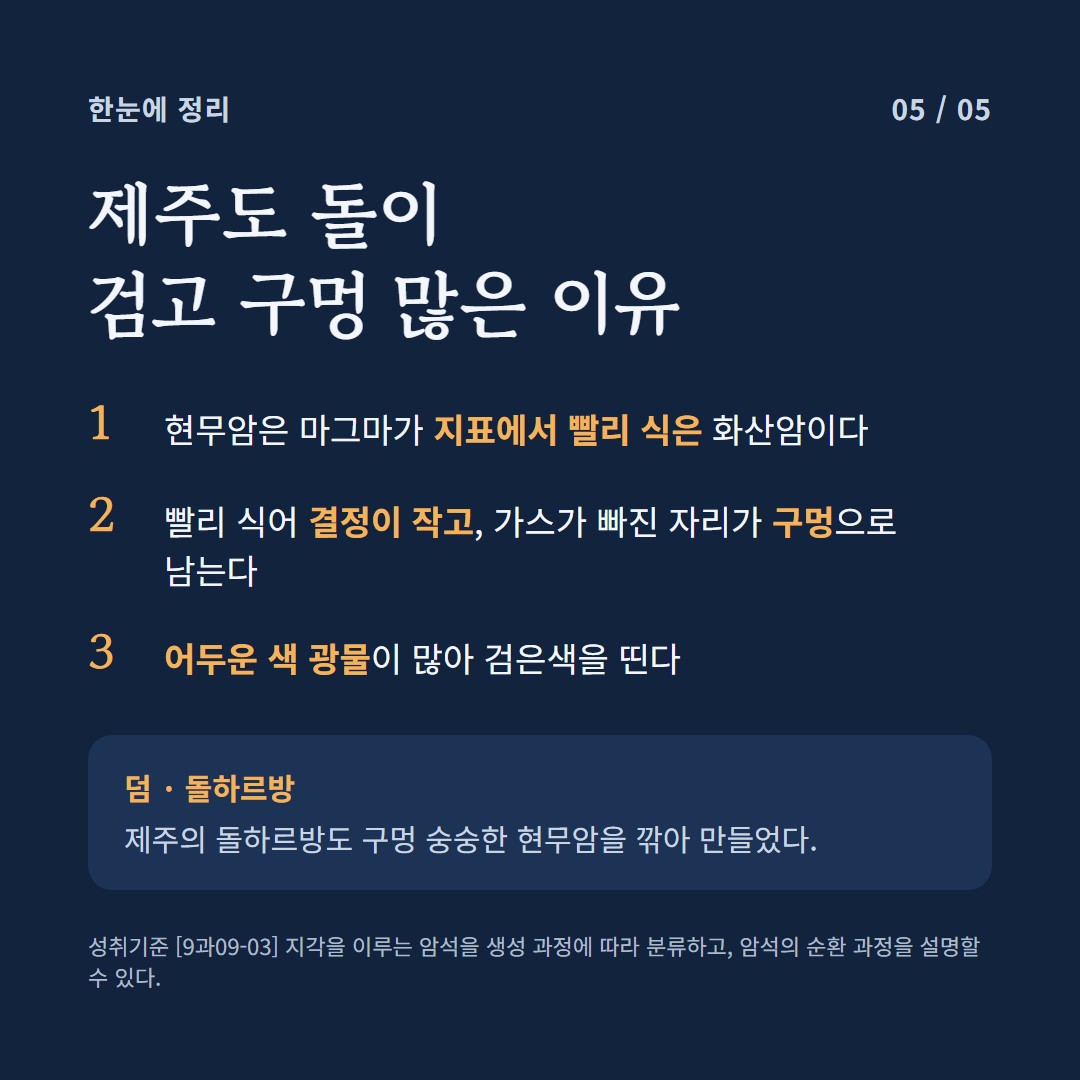 한눈에 정리
05 / 05
제주도 돌이
검고 구멍 많은 이유
1 현무암은 마그마가 지표에서 빨리 식은 화산암이다
2 빨리 식어 결정이 작고, 가스가 빠진 자리가 구멍으로
남는다
3 어두운 색 광물이 많아 검은색을 띤다
덤 · 돌하르방
제주의 돌하르방도 구멍 숭숭한 현무암을 깎아 만들었다.
성취기준 [9과09-03] 지각을 이루는 암석을 생성 과정에 따라 분류하고, 암석의 순환 과정을 설명할
수 있다.